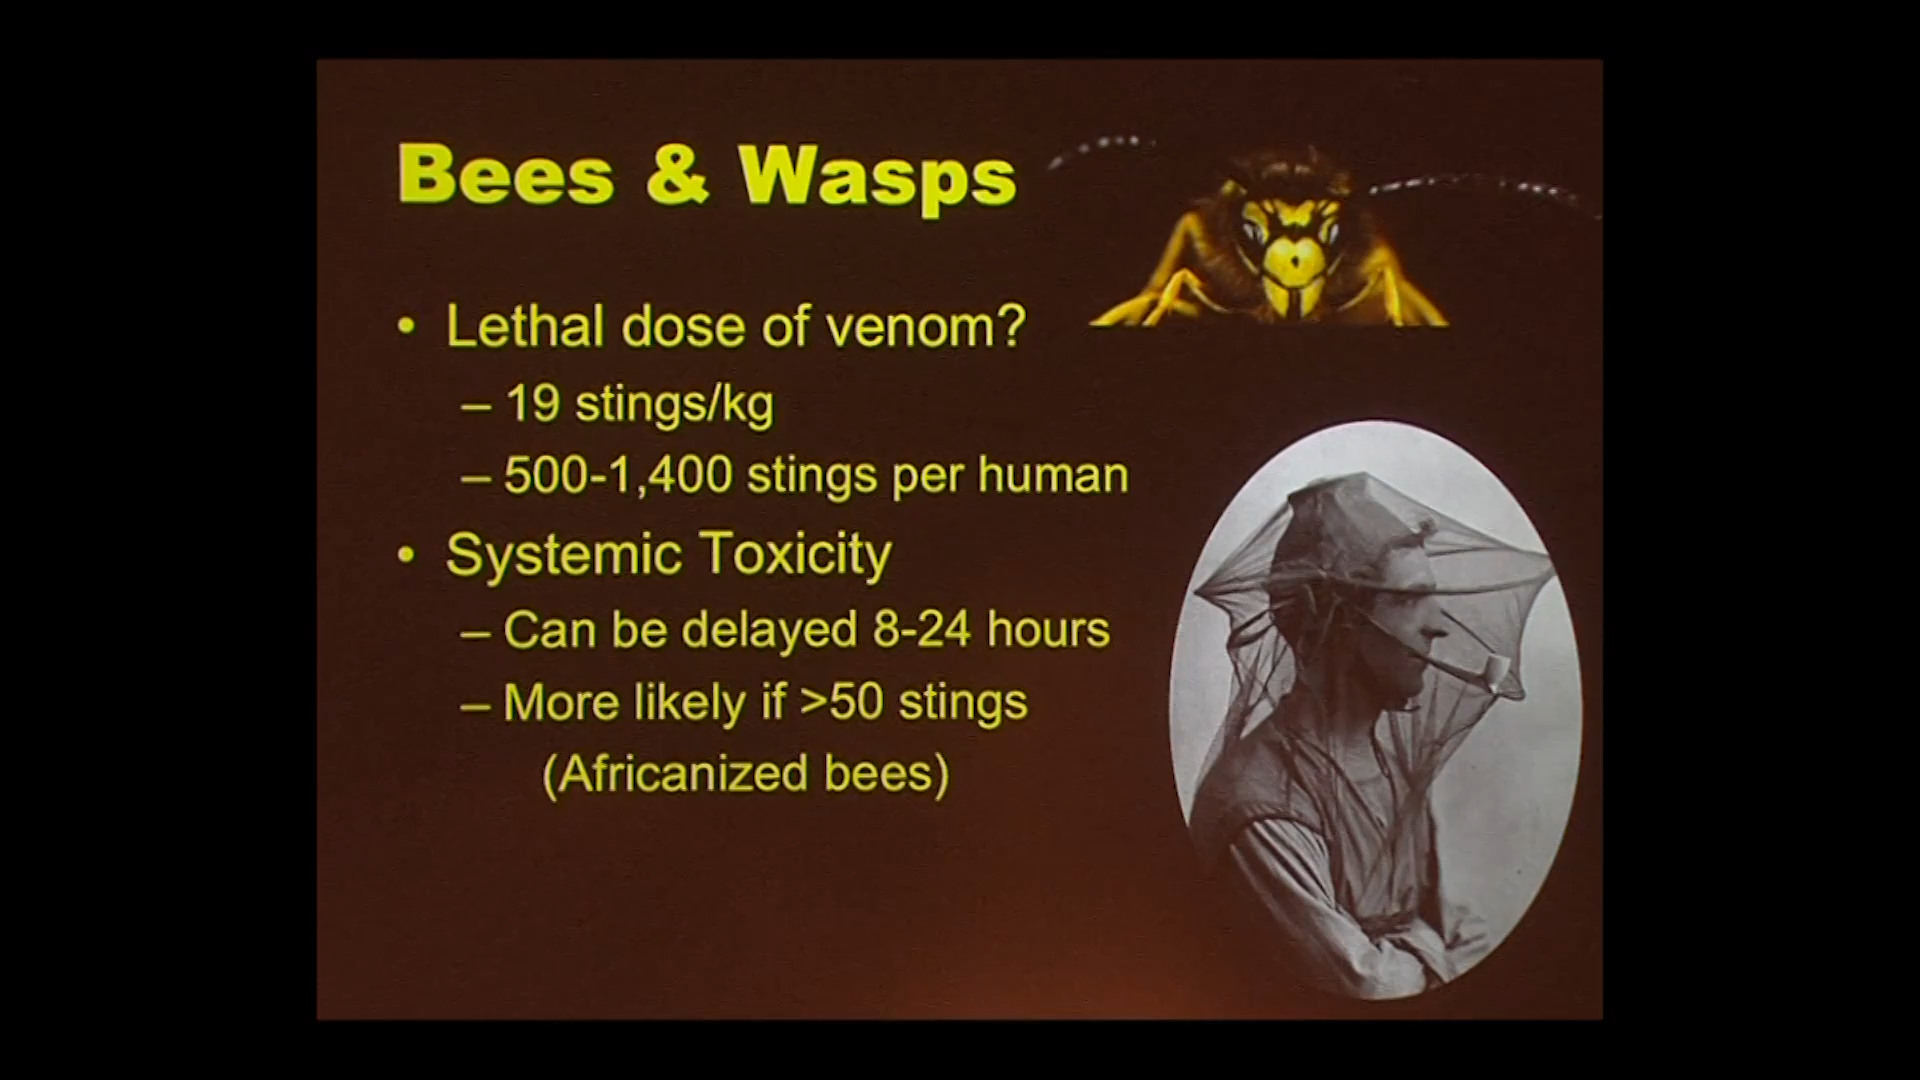 Bees & Wasps
• Lethal dose of venom?
– 19 stings/kg
– 500-1,400 stings per human
• Systemic Toxicity
– Can be delayed 8-24 hours
– More likely if >50 stings
(Africanized bees)